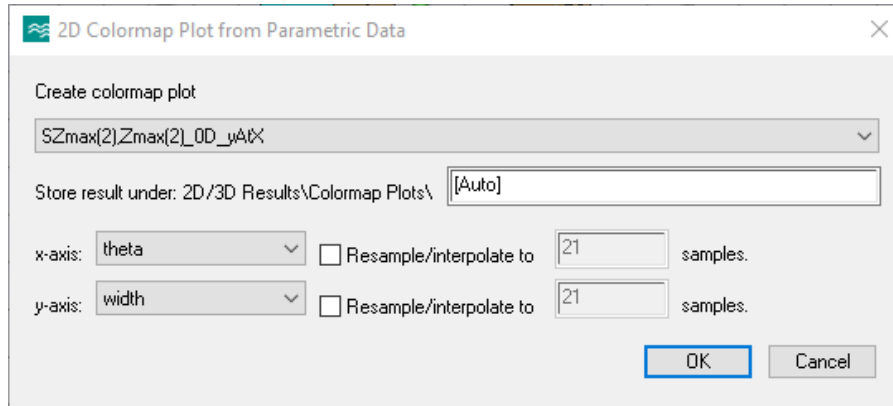 2D Colormap Plot from Parametric Data
Create colormap plot
SZmax(2),Zmax(2)_0D_yAtX
Store result under: 2D/3D Results\Colormap Plots\ [Auto]
x-axis: theta Resample/interpolate to 21 samples.
y-axis: width Resample/interpolate to 21 samples.
OK Cancel